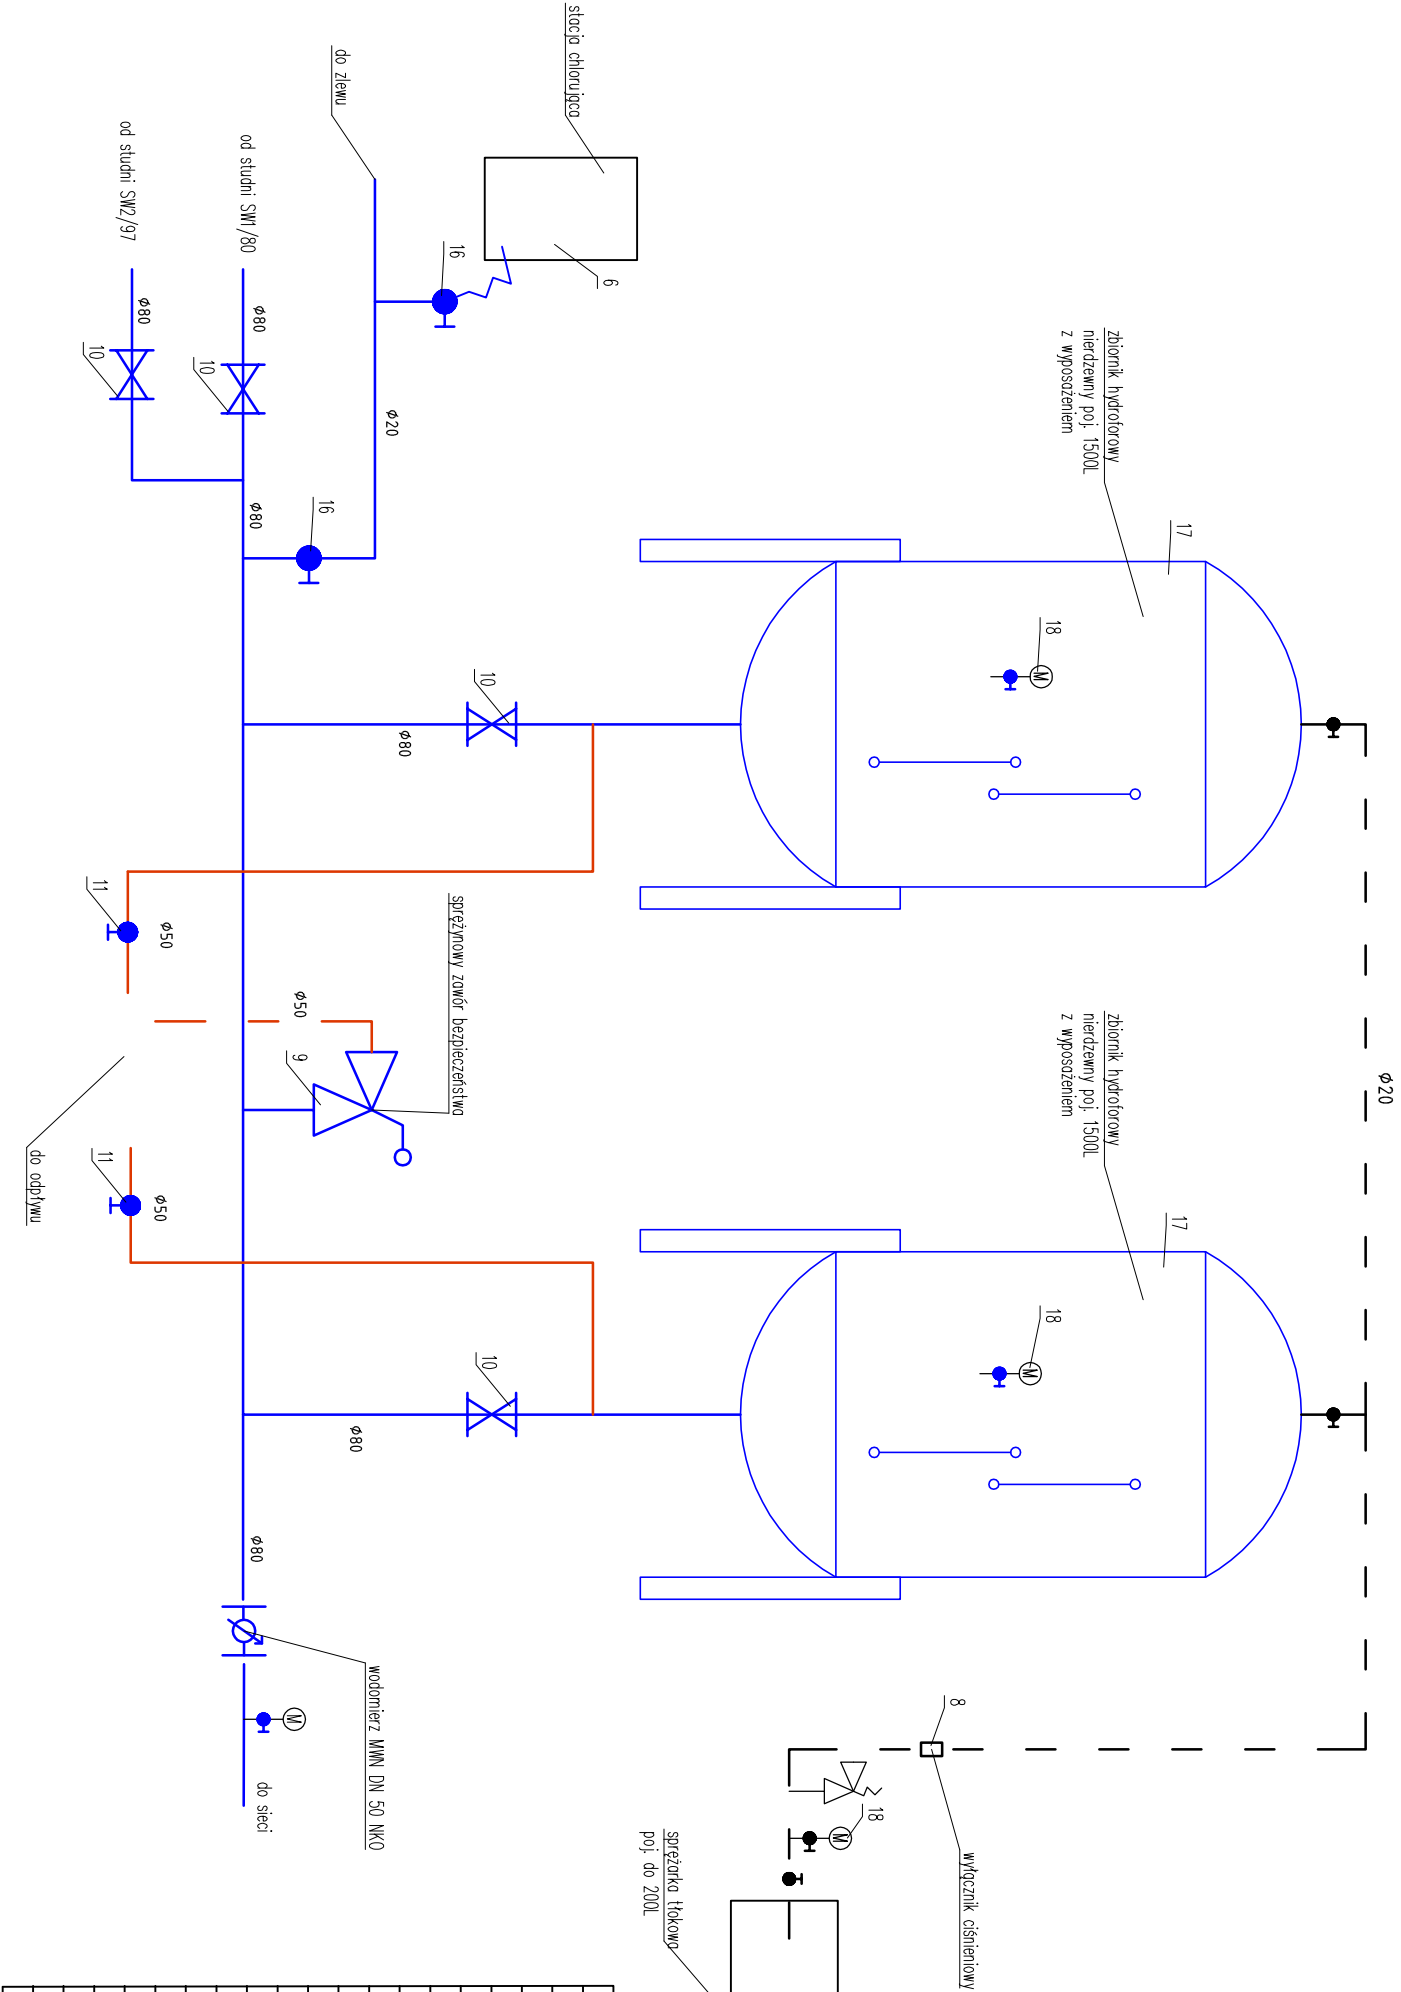 stacja chlorująca
6
do zlewu
16
od studni SW1/80
od studni SW2/97
ø80
ø80
10
10
ø20
ø80
16
zbiornik hydroforowy
nierdzewny poj. 1500L
z wyposażeniem
17
18
10
ø80
11
ø50
sprężynowy zawór bezpieczeństwa
ø50
9
do odpływu
11
ø50
zbiornik hydroforowy
nierdzewny poj. 1500L
z wyposażeniem
17
18
M
M
ø20
10
ø80
ø80
wodomierz MWN DN 50 NKO
M
do sieci
8
wyłącznik ciśnieniowy
18
M
sprężarka tłokowa
poj. do 200L